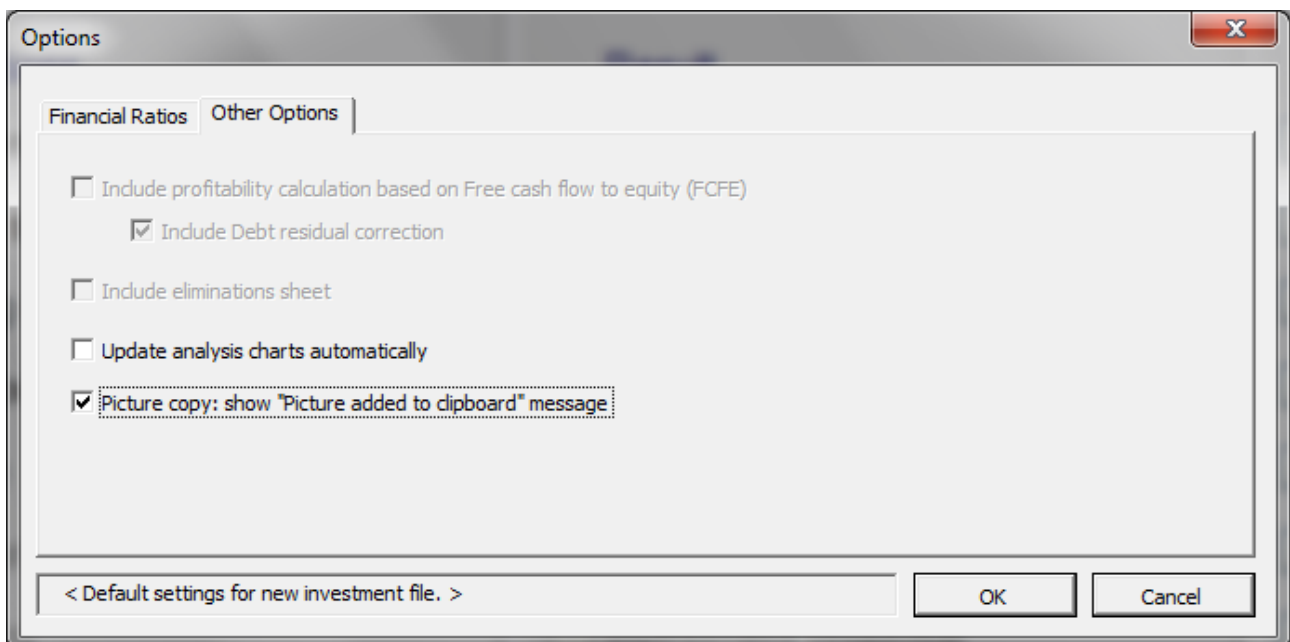 Options
Financial Ratios
Other Options
Include profitability calculation based on Free cash flow to equity (FCFE)
Include Debt residual correction
Include eliminations sheet
Update analysis charts automatically
Picture copy: show "Picture added to clipboard" message
< Default settings for new investment file. >
OK
Cancel